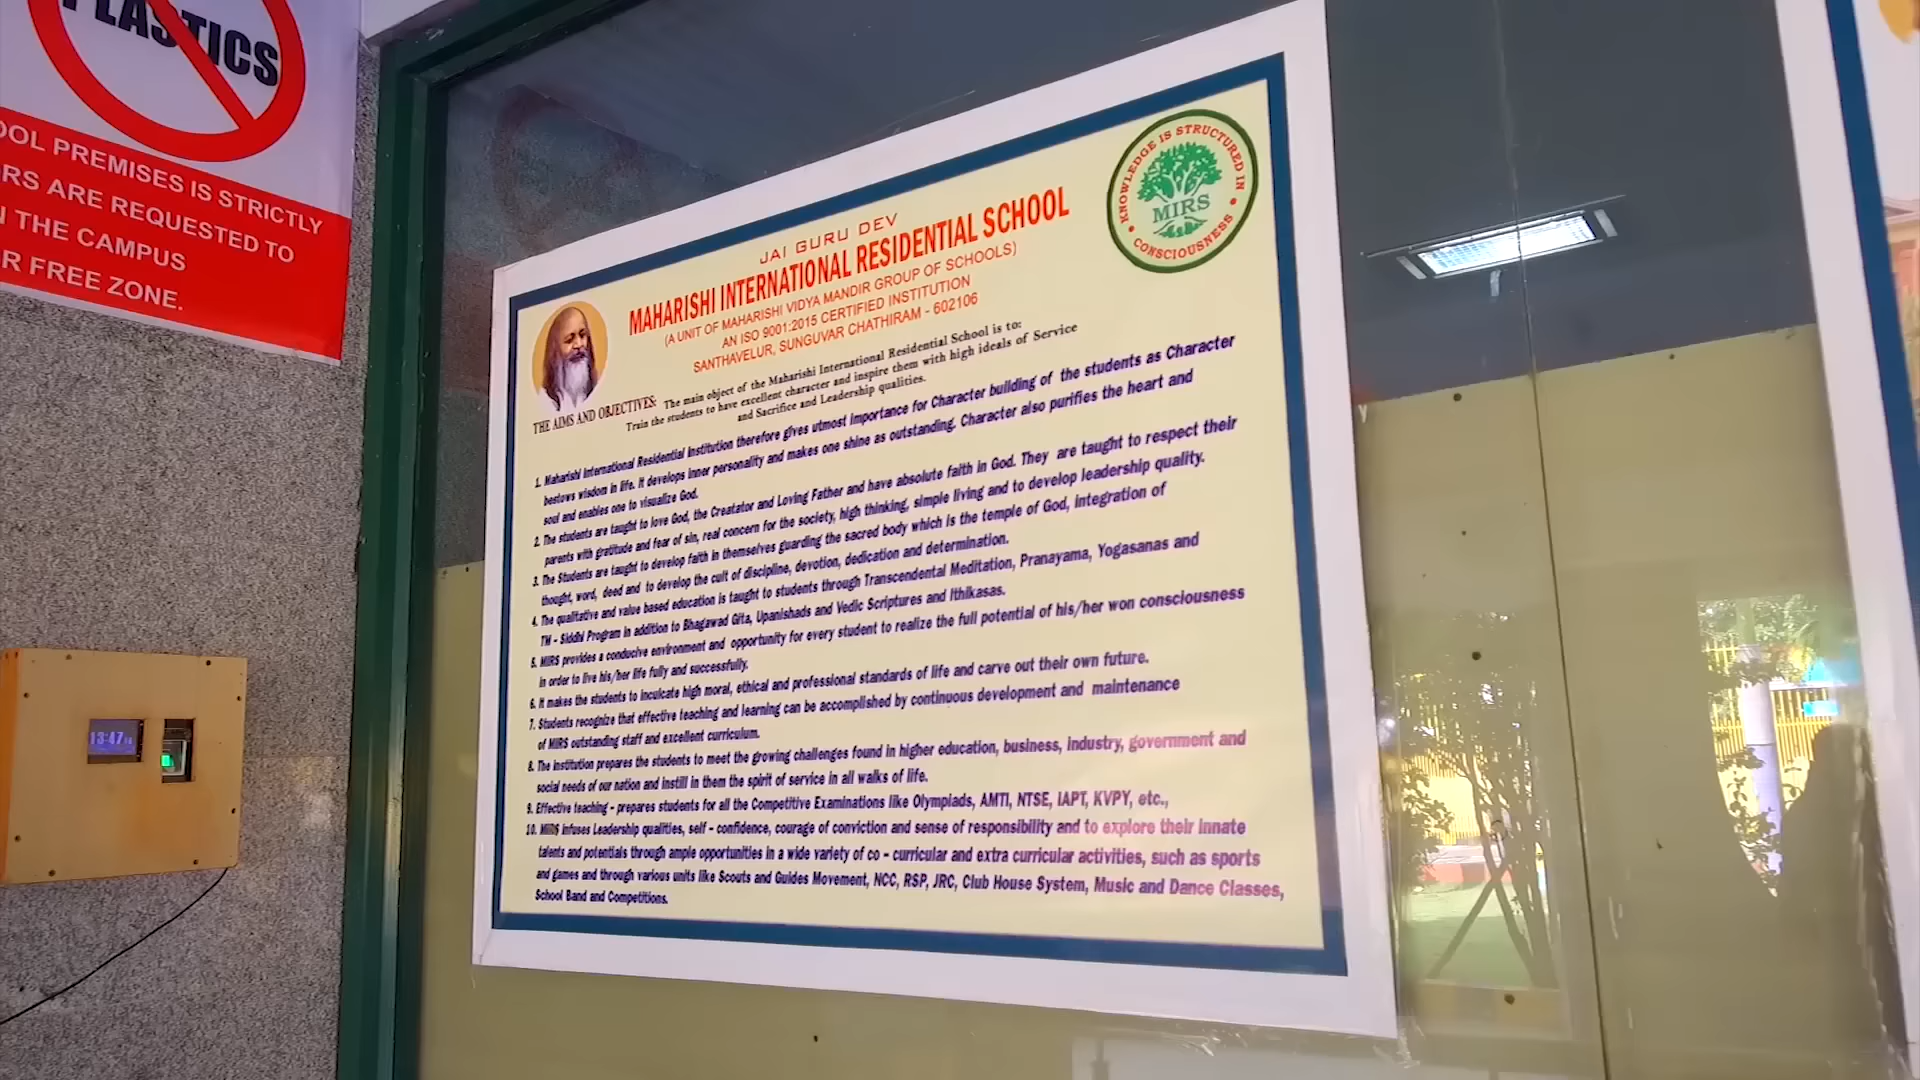 PLASTICS
OOL PREMISES IS STRICTLY
RS ARE REQUESTED TO
THE CAMPUS
R FREE ZONE.
13:47
JAI GURU DEV
MAHARISHI INTERNATIONAL RESIDENTIAL SCHOOL
(A UNIT OF MAHARISHI VIDYA MANDIR GROUP OF SCHOOLS)
AN ISO 9001:2015 CERTIFIED INSTITUTION
SANTHAVELUR, SUNGUVAR CHATHIRAM - 602106
KNOWLEDGE IS STRUCTURED IN
MIRS
• CONSCIOUSNESS •
THE AIMS AND OBJECTIVES: The main object of the Maharishi International Residential School is to:
Train the students to have excellent character and inspire them with high ideals of Service
and Sacrifice and Leadership qualities.
1. Maharishi International Residential Institution therefore gives utmost importance for Character building of the students as Character
bestows wisdom in life. It develops inner personality and makes one shine as outstanding. Character also purifies the heart and
soul and enables one to visualize God.
2. The students are taught to love God, the Creatator and Loving Father and have absolute faith in God. They are taught to respect their
parents with gratitude and fear of sin, real concern for the society, high thinking, simple living and to develop leadership quality.
3. The Students are taught to develop faith in themselves guarding the sacred body which is the temple of God, integration of
thought, word, deed and to develop the cult of discipline, devotion, dedication and determination.
4. The qualitative and value based education is taught to students through Transcendental Meditation, Pranayama, Yogasanas and
TM - Siddhi Program in addition to Bhagawad Gita, Upanishads and Vedic Scriptures and Ithikasas.
5. MIRS provides a conducive environment and opportunity for every student to realize the full potential of his/her won consciousness
in order to live his/her life fully and successfully.
6. It makes the students to inculcate high moral, ethical and professional standards of life and carve out their own future.
7. Students recognize that effective teaching and learning can be accomplished by continuous development and maintenance
of MIRS outstanding staff and excellent curriculum.
8. The institution prepares the students to meet the growing challenges found in higher education, business, industry, government and
social needs of our nation and instill in them the spirit of service in all walks of life.
9. Effective teaching - prepares students for all the Competitive Examinations like Olympiads, AMTI, NTSE, IAPT, KVPY, etc.,
10. MIRS infuses Leadership qualities, self - confidence, courage of conviction and sense of responsibility and to explore their innate
talents and potentials through ample opportunities in a wide variety of co - curricular and extra curricular activities, such as sports
and games and through various units like Scouts and Guides Movement, NCC, RSP, JRC, Club House System, Music and Dance Classes,
School Band and Competitions.